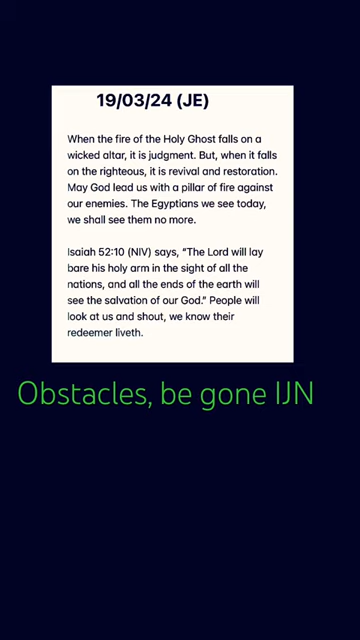 19/03/24 (JE)
When the fire of the Holy Ghost falls on a
wicked altar, it is judgment. But, when it falls
on the righteous, it is revival and restoration.
May God lead us with a pillar of fire against
our enemies. The Egyptians we see today,
we shall see them no more.
Isaiah 52:10 (NIV) says, “The Lord will lay
bare his holy arm in the sight of all the
nations, and all the ends of the earth will
see the salvation of our God.” People will
look at us and shout, we know their
redeemer liveth.
Obstacles, be gone IJN